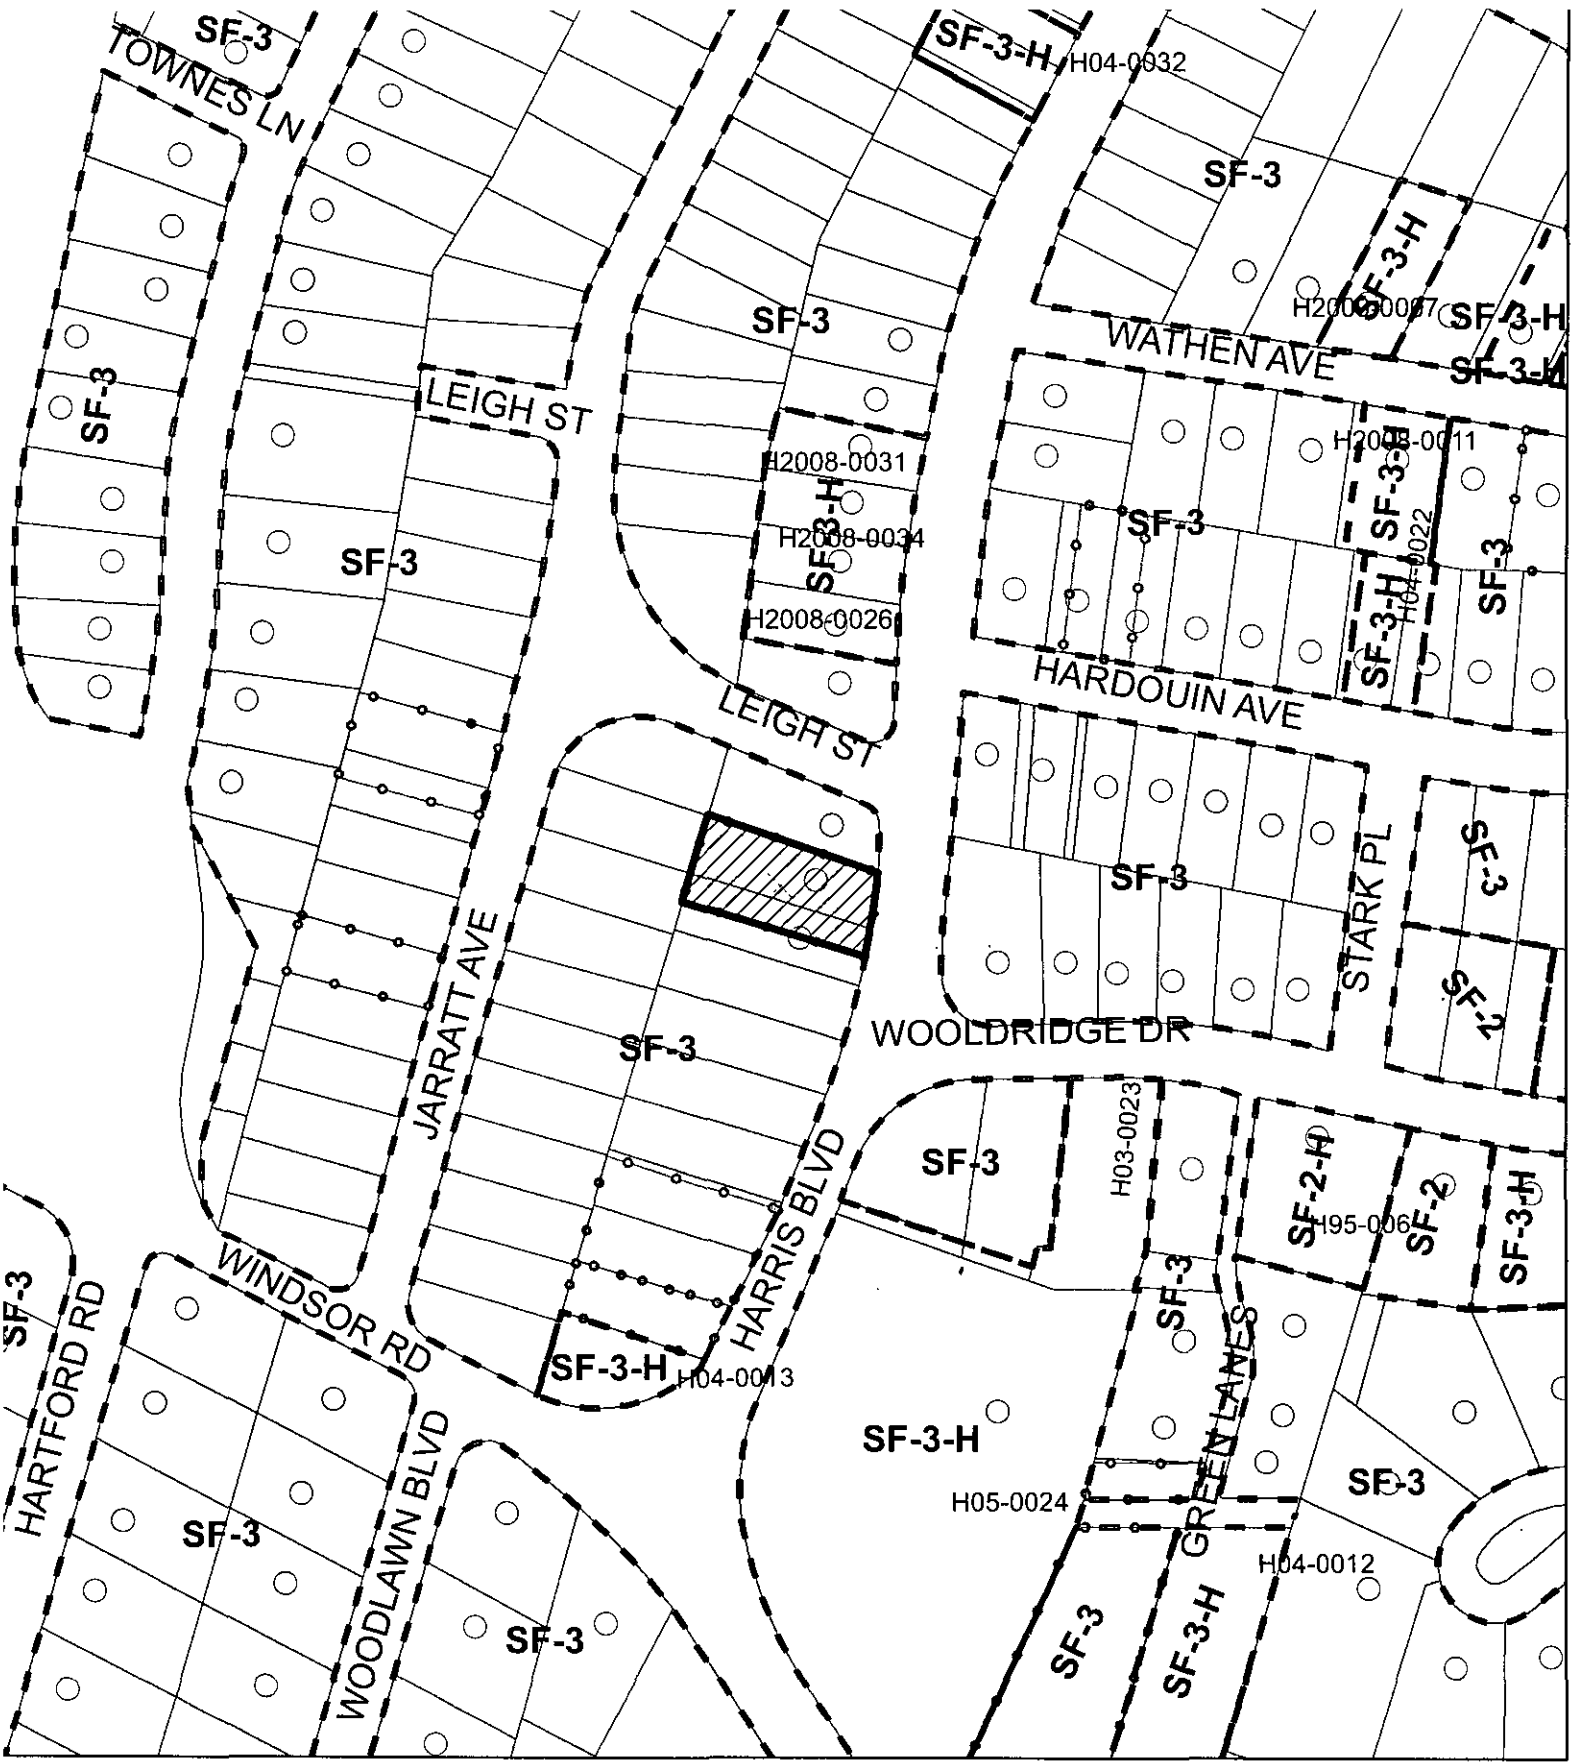 SF-3
TOWNES LN
SF-3-H
H04-0032
SF-3
SF-3-H
SF-3
SF-3-H
SF-3-H
WATHEN AVE
SF-3
LEIGH ST
H2008-0011
H2008-0031
SF-3-H
SF-3-H
H2008-0034
SF-3
H04-0022
SF-3
SF-3
SF-3-H
H2008-0026
HARDOUIN AVE
LEIGH ST
SF-3
SF-3
STARK PL
JARRATT AVE
SF-2
WOOLDRIDGE DR
SF-3
H03-0023
SF-3
HARRIS BLVD
SF-2-H
SF-2
SF-3-H
H95-006
WINDSOR RD
SF-3
SF-3
HARTFORD RD
SF-3-H
H04-0013
GREEN LANES
WOODLAWN BLVD
SF-3-H
SF-3
H05-0024
SF-3
H04-0012
SF-3
SF-3
SF-3-H